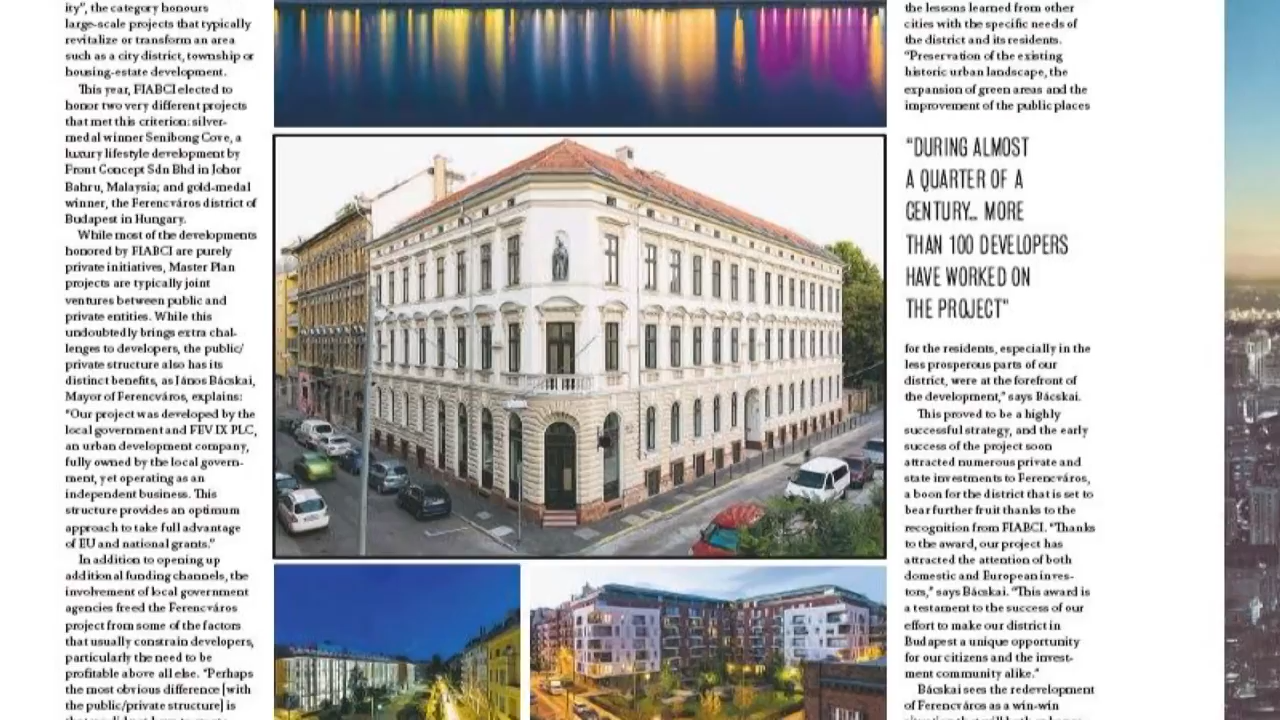 ity", the category honours
large-scale projects that typically
revitalize or transform an area
such as a city district, township or
housing-estate development.
This year, FIABCI elected to
honor two very different projects
that met this criterion: silver-
medal winner Senibong Cove, a
luxury lifestyle development by
Front Concept Sdn Bhd in Johor
Bahru, Malaysia; and gold-medal
winner, the Ferencváros district of
Budapest in Hungary.
While most of the developments
honored by FIABCI are purely
private initiatives, Master Plan
projects are typically joint
ventures between public and
private entities. While this
undoubtedly brings extra chal-
lenges to developers, the public/
private structure also has its
distinct benefits, as János Bácskai,
Mayor of Ferencváros, explains:
"Our project was developed by the
local government and FEV IX PLC,
an urban development company,
fully owned by the local govern-
ment, yet operating as an
independent business. This
structure provides an optimum
approach to take full advantage
of EU and national grants."
In addition to opening up
additional funding channels, the
involvement of local government
agencies freed the Ferencváros
project from some of the factors
that usually constrain developers,
particularly the need to be
profitable above all else. "Perhaps
the most obvious difference [with
the public/private structure] is
the lessons learned from other
cities with the specific needs of
the district and its residents.
"Preservation of the existing
historic urban landscape, the
expansion of green areas and the
improvement of the public places
"DURING ALMOST
A QUARTER OF A
CENTURY... MORE
THAN 100 DEVELOPERS
HAVE WORKED ON
THE PROJECT"
for the residents, especially in the
less prosperous parts of our
district, were at the forefront of
the development," says Bácskai.
This proved to be a highly
successful strategy, and the early
success of the project soon
attracted numerous private and
state investments to Ferencváros,
a boon for the district that is set to
bear further fruit thanks to the
recognition from FIABCI. "Thanks
to the award, our project has
attracted the attention of both
domestic and European inves-
tors," says Bácskai. "This award is
a testament to the success of our
effort to make our district in
Budapest a unique opportunity
for our citizens and the invest-
ment community alike."
Bácskai sees the redevelopment
of Ferencváros as a win-win